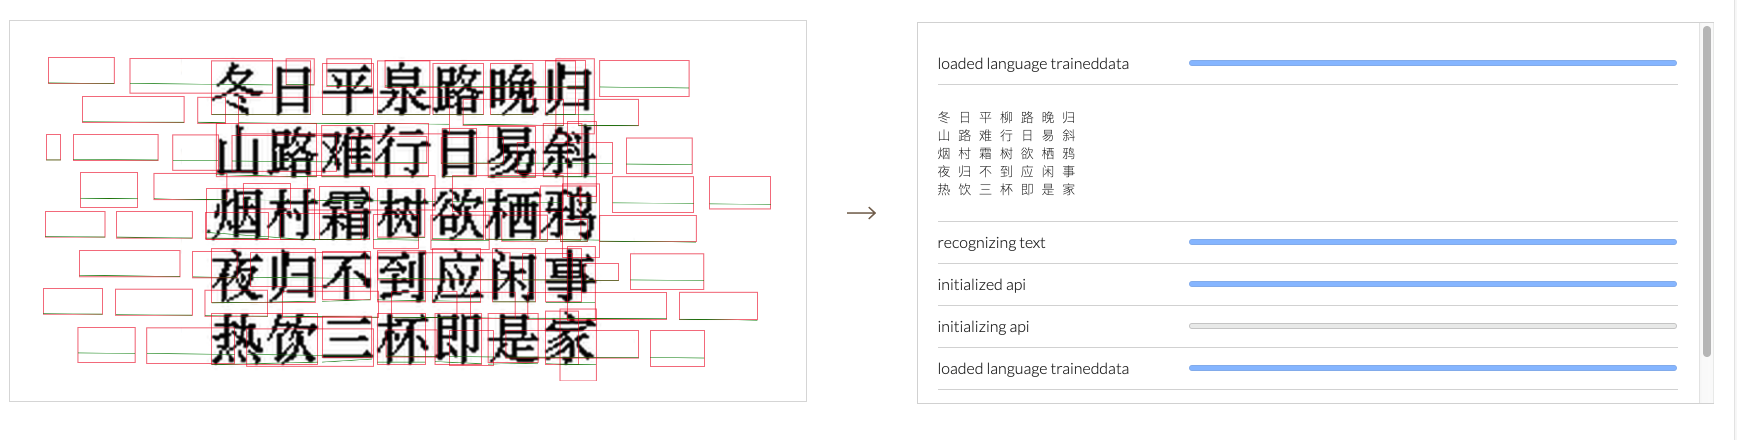 冬日平泉路晚归
山路难行日易斜
烟村霜树欲栖鸦
夜归不到应闲事
热饮三杯即是家
→
loaded language traineddata
冬 日 平 柳 路 晚 归
山 路 难 行 日 易 斜
烟 村 霜 树 欲 栖 鸦
夜 归 不 到 应 闲 事
热 饮 三 杯 即 是 家
recognizing text
initialized api
initializing api
loaded language traineddata